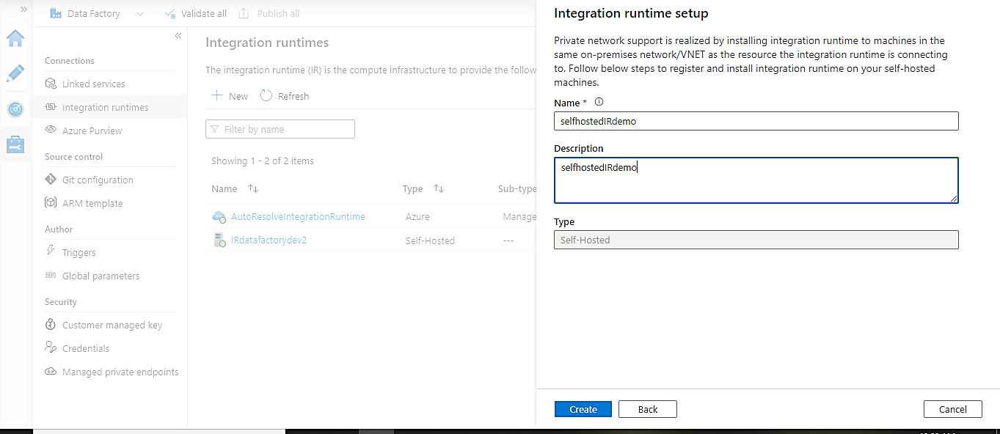 Data Factory
Validate all
Publish all
Connections
Linked services
Integration runtimes
Azure Purview
Source control
Git configuration
ARM template
Author
Triggers
Global parameters
Security
Customer managed key
Credentials
Managed private endpoints
Integration runtimes
The integration runtime (IR) is the compute infrastructure to provide the follow
New Refresh
Filter by name
Showing 1 - 2 of 2 items
Name Type Sub-type
AutoResolveIntegrationRuntime Azure Manage
IRdatafactorydev2 Self-Hosted ---
Integration runtime setup
Private network support is realized by installing integration runtime to machines in the
same on-premises network/VNET as the resource the integration runtime is connecting
to. Follow below steps to register and install integration runtime on your self-hosted
machines.
Name *
selfhostedIRdemo
Description
selfhostedIRdemo
Type
Self-Hosted
Create Back Cancel